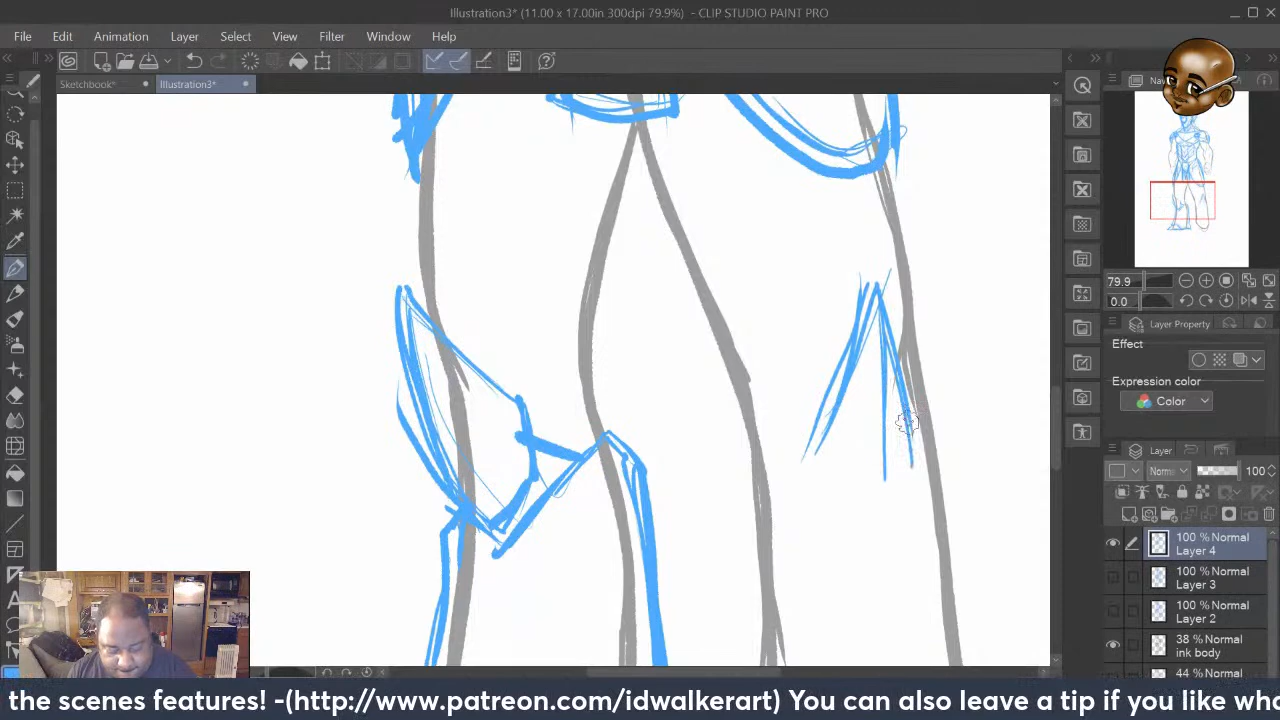 Illustration3* (11.00 x 17.00in 300dpi 79.9%) - CLIP STUDIO PAINT PRO
File Edit Animation Layer Select View Filter Window Help
Sketchbook* Illustration3*
79.9
0.0
Layer Property
Effect
Expression color
Color
Layer
Norma 100
100 % Normal
Layer 4
100 % Normal
Layer 3
100 % Normal
Layer 2
38 % Normal
ink body
44 % Normal
the scenes features! -(http://www.patreon.com/idwalkerart) You can also leave a tip if you like